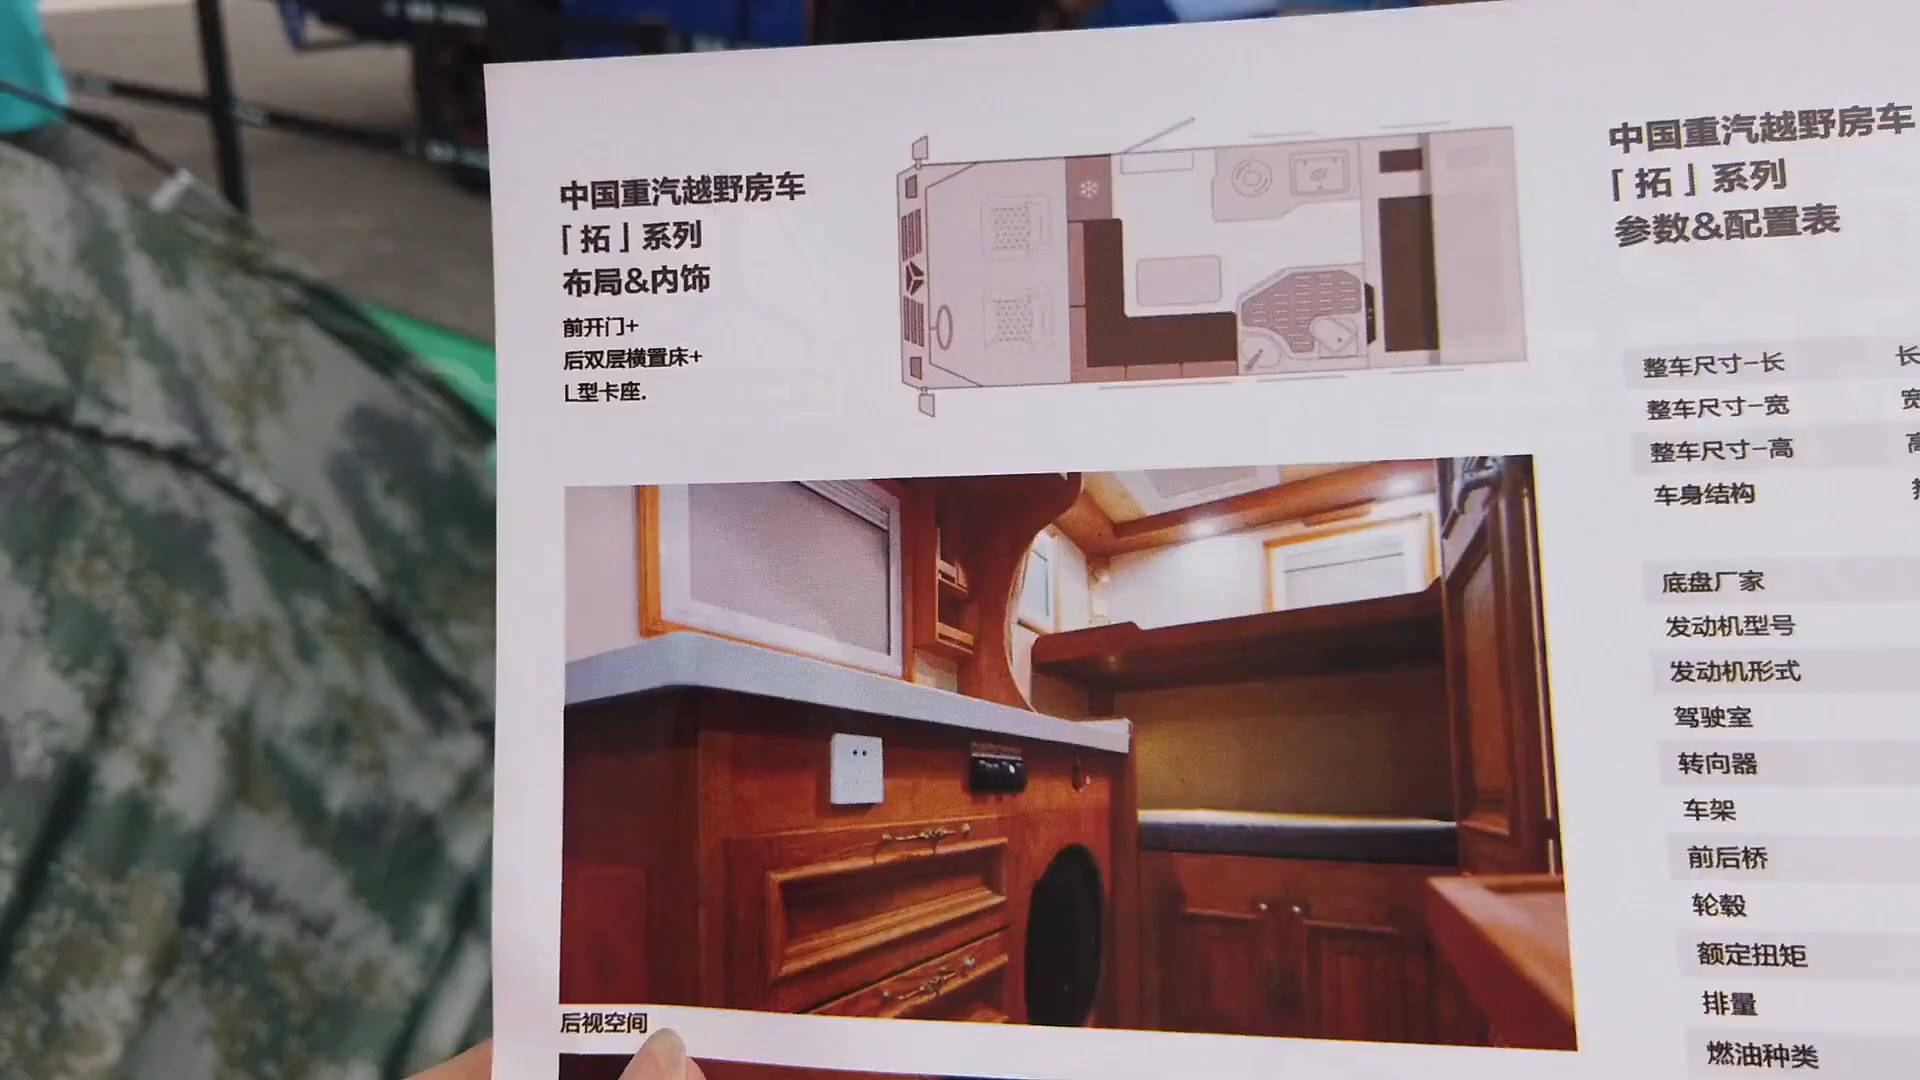 中国重汽越野房车
「拓」系列
布局&内饰
前开门+
后双层横置床+
L型卡座.
后视空间
中国重汽越野房车
「拓」系列
参数&配置表
整车尺寸-长 长
整车尺寸-宽 宽
整车尺寸-高 高
车身结构
底盘厂家
发动机型号
发动机形式
驾驶室
转向器
车架
前后桥
轮毂
额定扭矩
排量
燃油种类